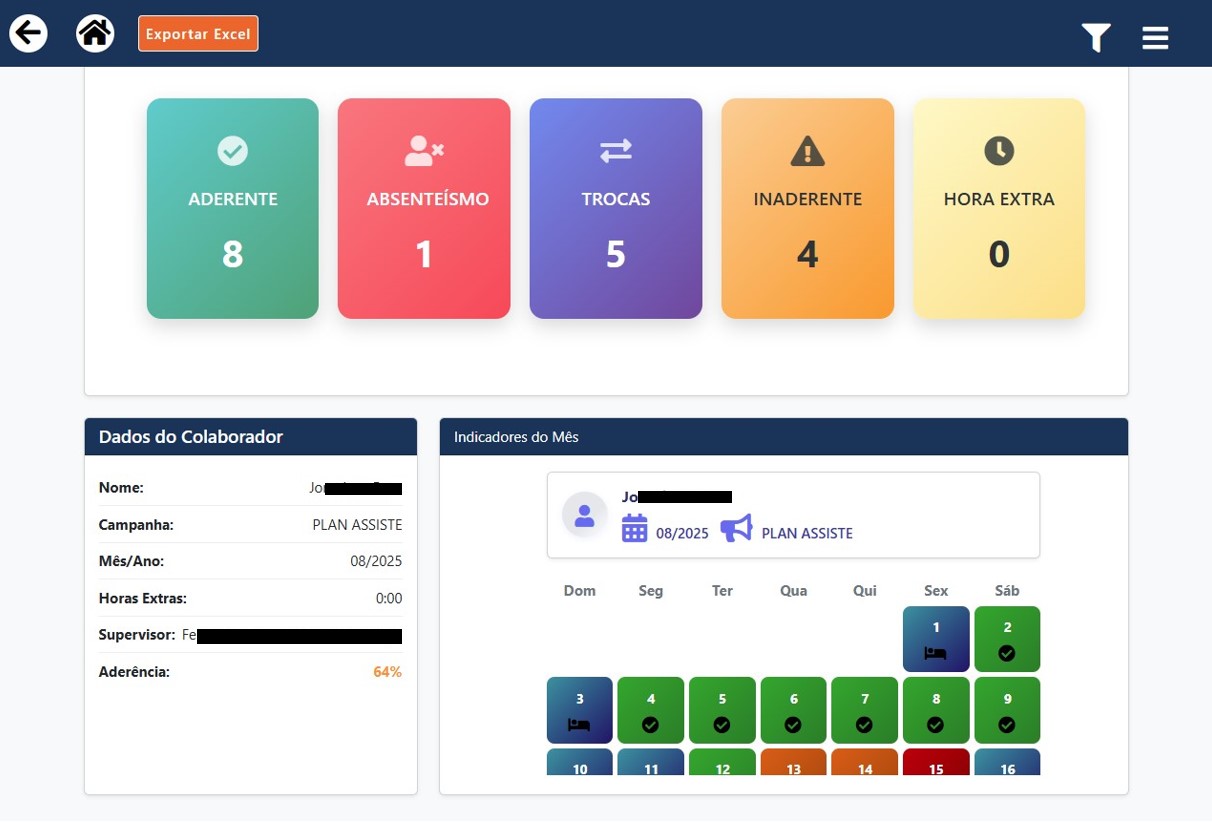 Exportar Excel
ADERENTE ABSENTEÍSMO TROCAS INADERENTE HORA EXTRA
8 1 5 4 0
Dados do Colaborador
Nome: Jo
Campanha: PLAN ASSISTE
Mês/Ano: 08/2025
Horas Extras: 0:00
Supervisor: Fe
Aderência: 64%
Indicadores do Mês
Jo
08/2025 PLAN ASSISTE
Dom Seg Ter Qua Qui Sex Sáb
1 2
3 4 5 6 7 8 9
10 11 12 13 14 15 16